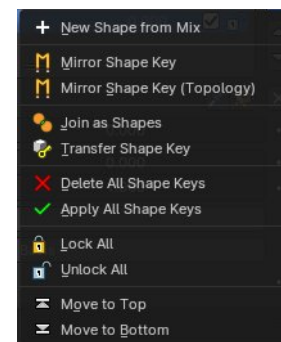 New Shape from Mix
Mirror Shape Key
Mirror Shape Key (Topology)
Join as Shapes
Transfer Shape Key
Delete All Shape Keys
Apply All Shape Keys
Lock All
Unlock All
Move to Top
Move to Bottom